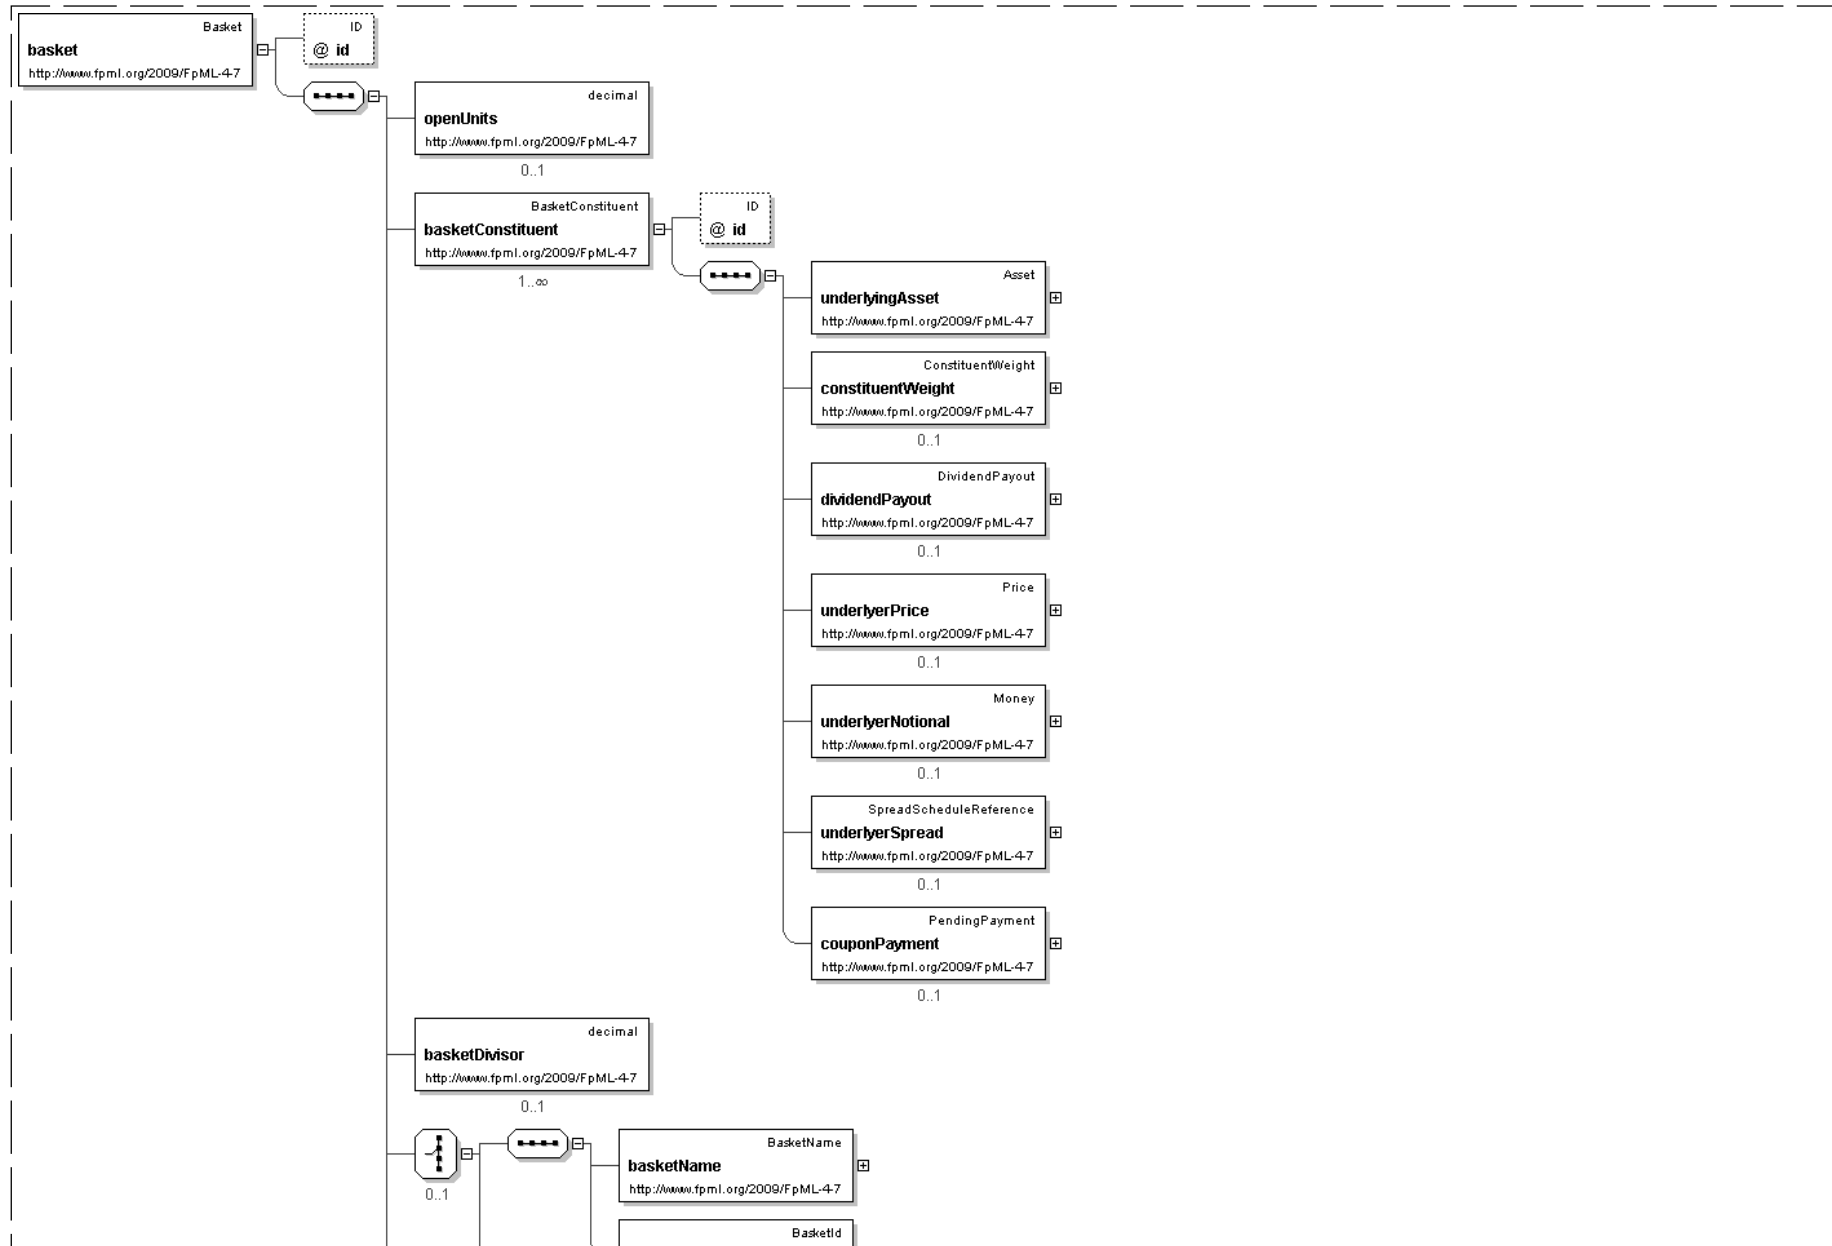 Basket
basket
http://www.fpml.org/2009/FpML-4-7
ID
@ id
decimal
openUnits
http://www.fpml.org/2009/FpML-4-7
0..1
BasketConstituent
basketConstituent
http://www.fpml.org/2009/FpML-4-7
1..∞
ID
@ id
Asset
underlyingAsset
http://www.fpml.org/2009/FpML-4-7
ConstituentWeight
constituentWeight
http://www.fpml.org/2009/FpML-4-7
0..1
DividendPayout
dividendPayout
http://www.fpml.org/2009/FpML-4-7
0..1
Price
underlyerPrice
http://www.fpml.org/2009/FpML-4-7
0..1
Money
underlyerNotional
http://www.fpml.org/2009/FpML-4-7
0..1
SpreadScheduleReference
underlyerSpread
http://www.fpml.org/2009/FpML-4-7
0..1
PendingPayment
couponPayment
http://www.fpml.org/2009/FpML-4-7
0..1
decimal
basketDivisor
http://www.fpml.org/2009/FpML-4-7
0..1
0..1
BasketName
basketName
http://www.fpml.org/2009/FpML-4-7
BasketId